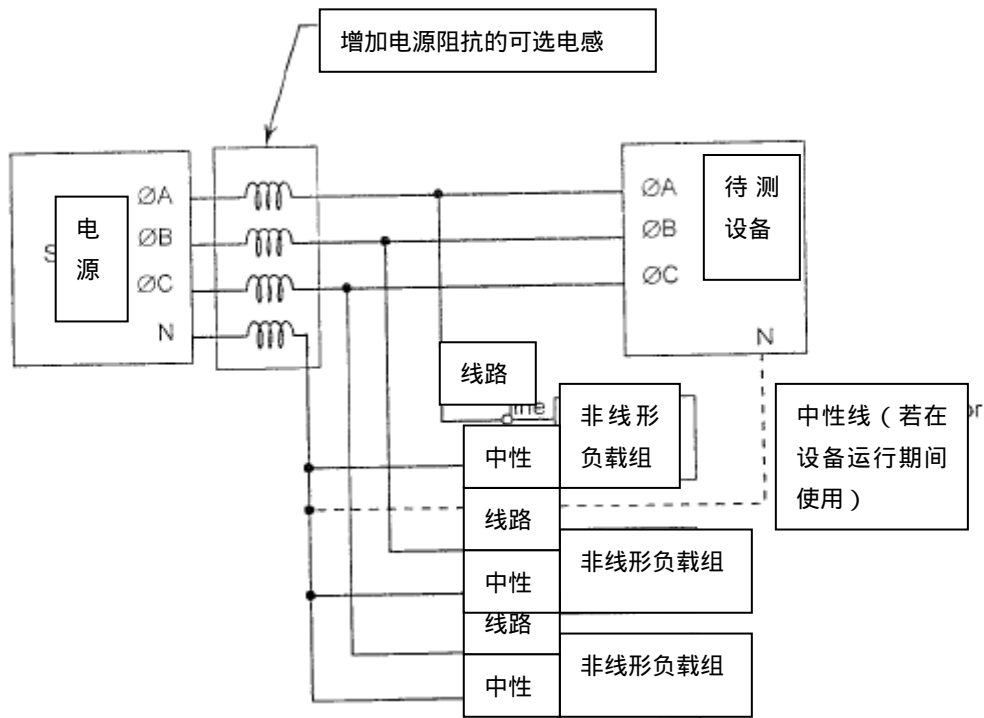 增加电源阻抗的可选电感
ØA
ØB
ØC
N
电
源
ØA
ØB
ØC
N
待 测
设备
线路
非线形
负载组
中性
线路
中性线（若在
设备运行期间
使用）
中性
非线形负载组
线路
中性
非线形负载组